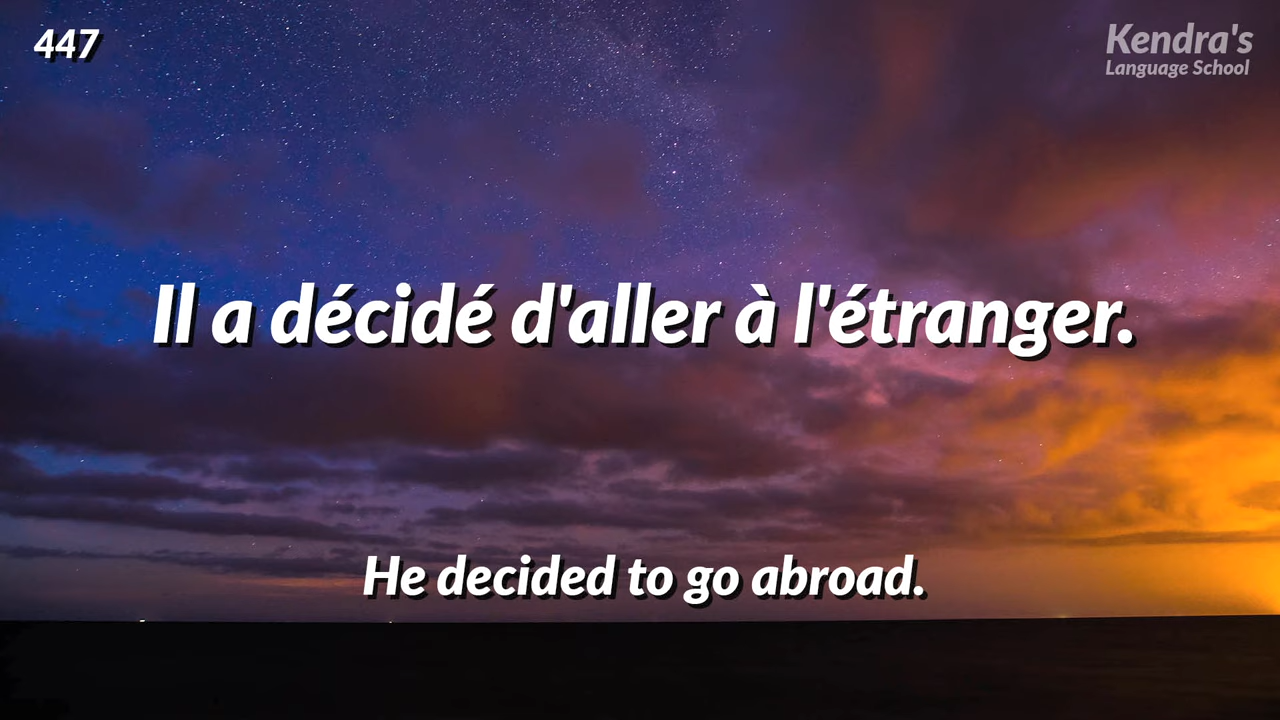 447
Kendra's
Language School
Il a décidé d'aller à l'étranger.
He decided to go abroad.